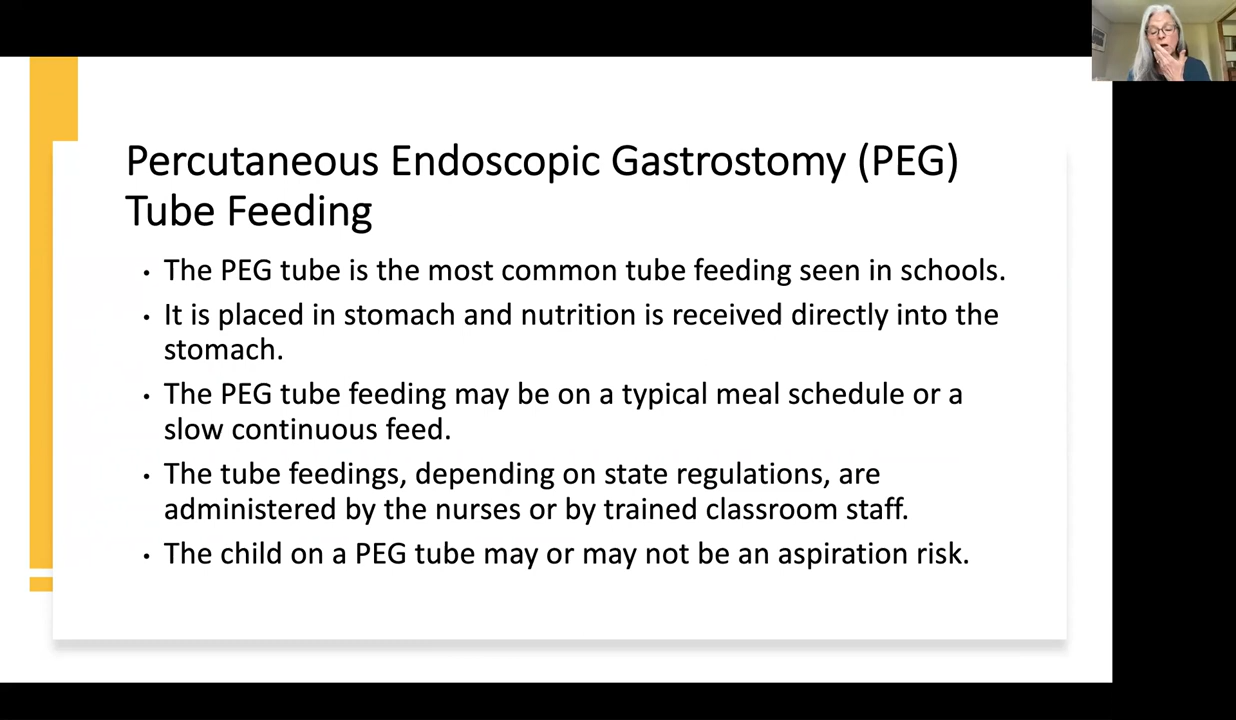 Percutaneous Endoscopic Gastrostomy (PEG)
Tube Feeding
• The PEG tube is the most common tube feeding seen in schools.
• It is placed in stomach and nutrition is received directly into the
stomach.
• The PEG tube feeding may be on a typical meal schedule or a
slow continuous feed.
• The tube feedings, depending on state regulations, are
administered by the nurses or by trained classroom staff.
• The child on a PEG tube may or may not be an aspiration risk.